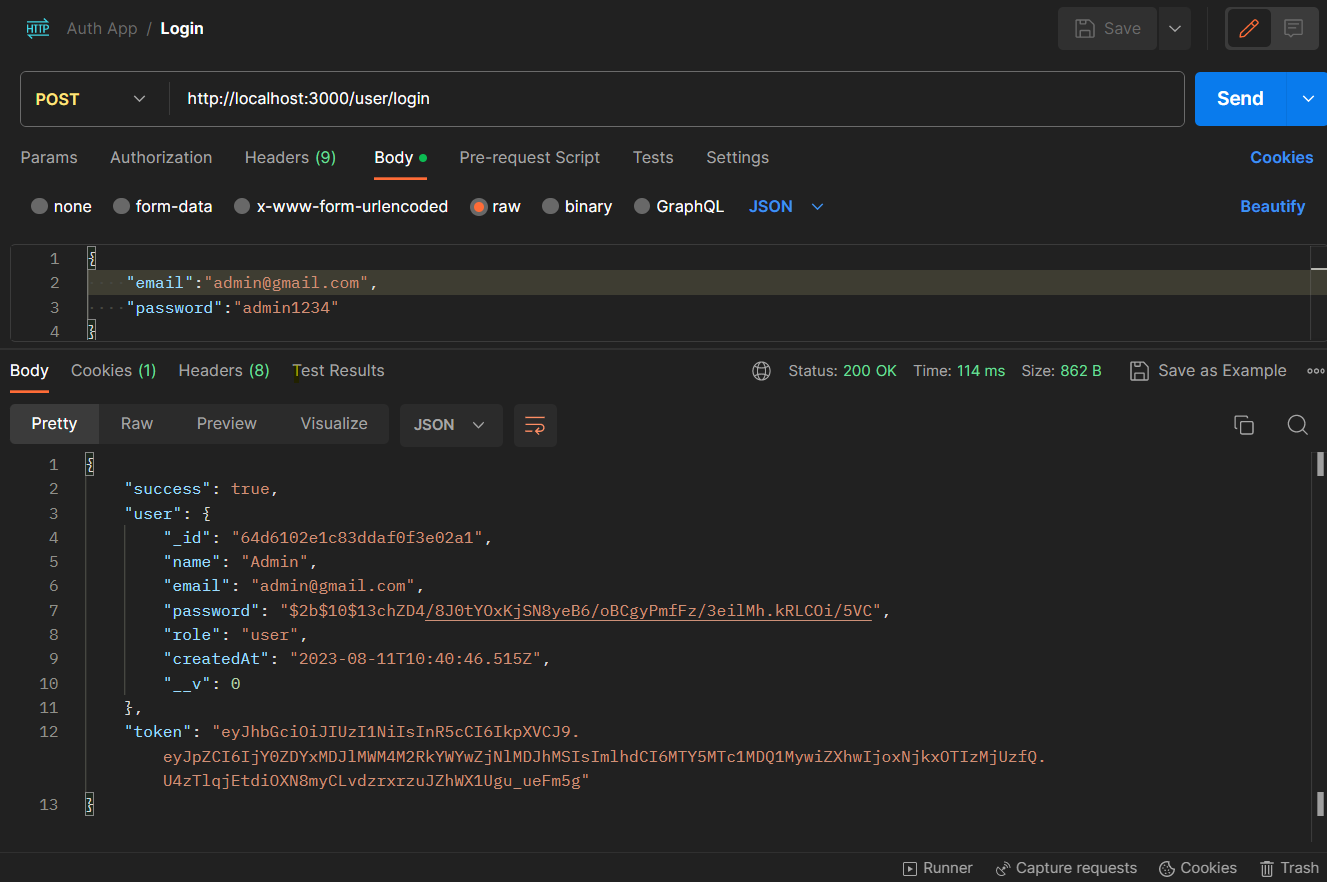 HTTP Auth App / Login Save
POST http://localhost:3000/user/login Send
Params Authorization Headers (9) Body Pre-request Script Tests Settings Cookies
none form-data x-www-form-urlencoded raw binary GraphQL JSON Beautify
1 {
2 "email":"admin@gmail.com",
3 "password":"admin1234"
4 }
Body Cookies (1) Headers (8) Test Results Status: 200 OK Time: 114 ms Size: 862 B Save as Example
Pretty Raw Preview Visualize JSON
1 {
2 "success": true,
3 "user": {
4 "_id": "64d6102e1c83ddaf0f3e02a1",
5 "name": "Admin",
6 "email": "admin@gmail.com",
7 "password": "$2b$10$13chZD4/8J0tYOxKjSN8yeB6/oBCgyPmfFz/3eilMh.kRLCOi/5VC",
8 "role": "user",
9 "createdAt": "2023-08-11T10:40:46.515Z",
10 "__v": 0
11 },
12 "token": "eyJhbGciOiJIUzI1NiIsInR5cCI6IkpXVCJ9.
eyJpZCI6IjY0ZDYxMDJlMWM4M2RkYWYwZjNlMDJhMSIsImlhdCI6MTY5MTc1MDQ1MywiZXhwIjoxNjkxOTIzMjUzfQ.
U4zTlqjEtdiOXN8myCLvdzrxrzuJZhWX1Ugu_ueFm5g"
13 }
Runner Capture requests Cookies Trash